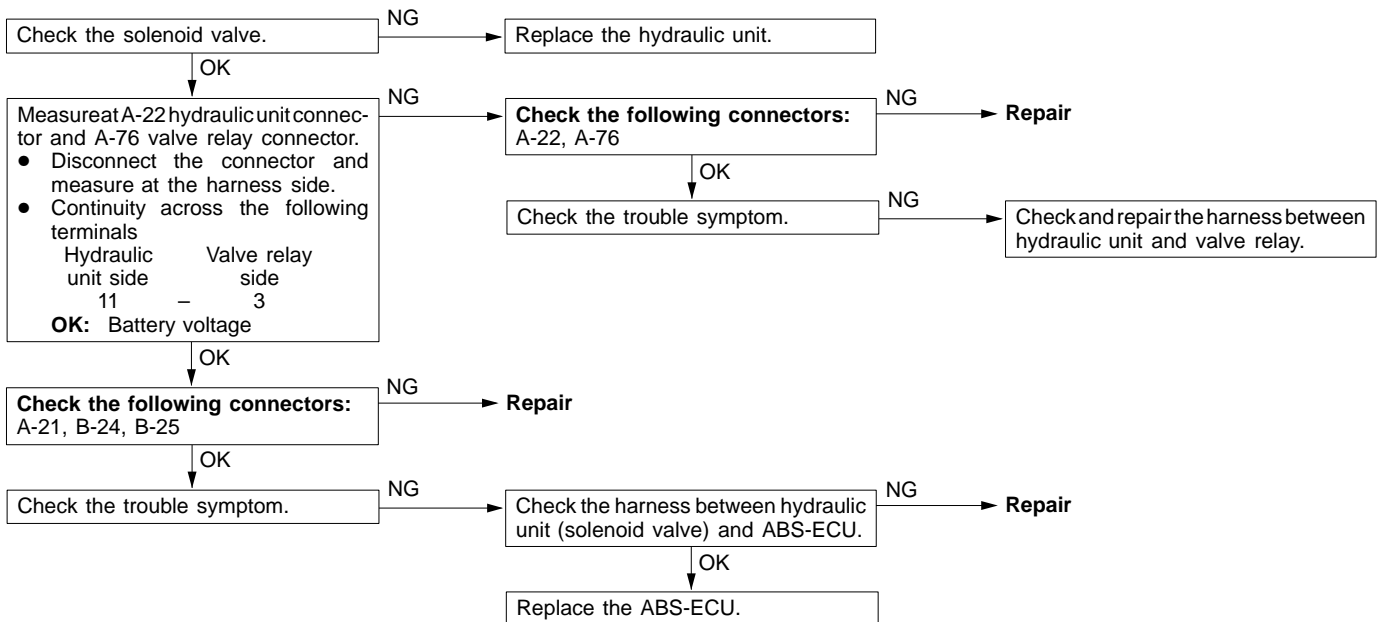 Check the solenoid valve.
NG
Replace the hydraulic unit.
OK
Measure at A-22 hydraulic unit connec-
tor and A-76 valve relay connector.
● Disconnect the connector and
measure at the harness side.
● Continuity across the following
terminals
Hydraulic Valve relay
unit side side
11 – 3
OK: Battery voltage
NG
Check the following connectors:
A-22, A-76
NG
Repair
OK
Check the trouble symptom.
NG
Check and repair the harness between
hydraulic unit and valve relay.
OK
Check the following connectors:
A-21, B-24, B-25
NG
Repair
OK
Check the trouble symptom.
NG
Check the harness between hydraulic
unit (solenoid valve) and ABS-ECU.
NG
Repair
OK
Replace the ABS-ECU.